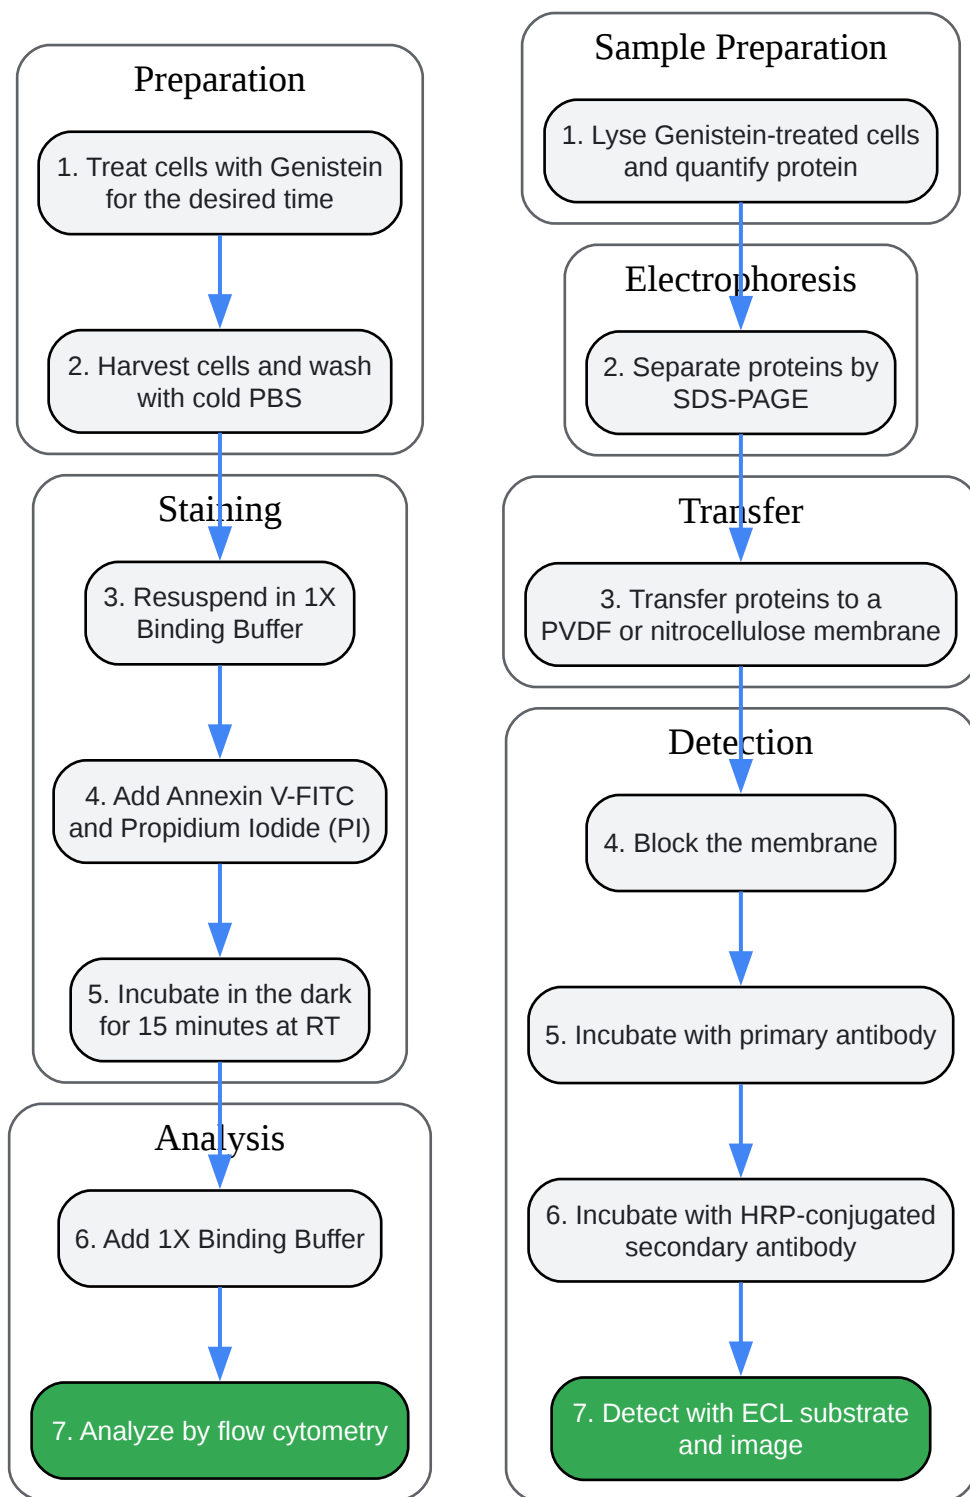 Preparation
1. Treat cells with Genistein
for the desired time
2. Harvest cells and wash
with cold PBS
Staining
3. Resuspend in 1X
Binding Buffer
4. Add Annexin V-FITC
and Propidium Iodide (PI)
5. Incubate in the dark
for 15 minutes at RT
Analysis
6. Add 1X Binding Buffer
7. Analyze by flow cytometry
Sample Preparation
1. Lyse Genistein-treated cells
and quantify protein
Electrophoresis
2. Separate proteins by
SDS-PAGE
Transfer
3. Transfer proteins to a
PVDF or nitrocellulose membrane
Detection
4. Block the membrane
5. Incubate with primary antibody
6. Incubate with HRP-conjugated
secondary antibody
7. Detect with ECL substrate
and image